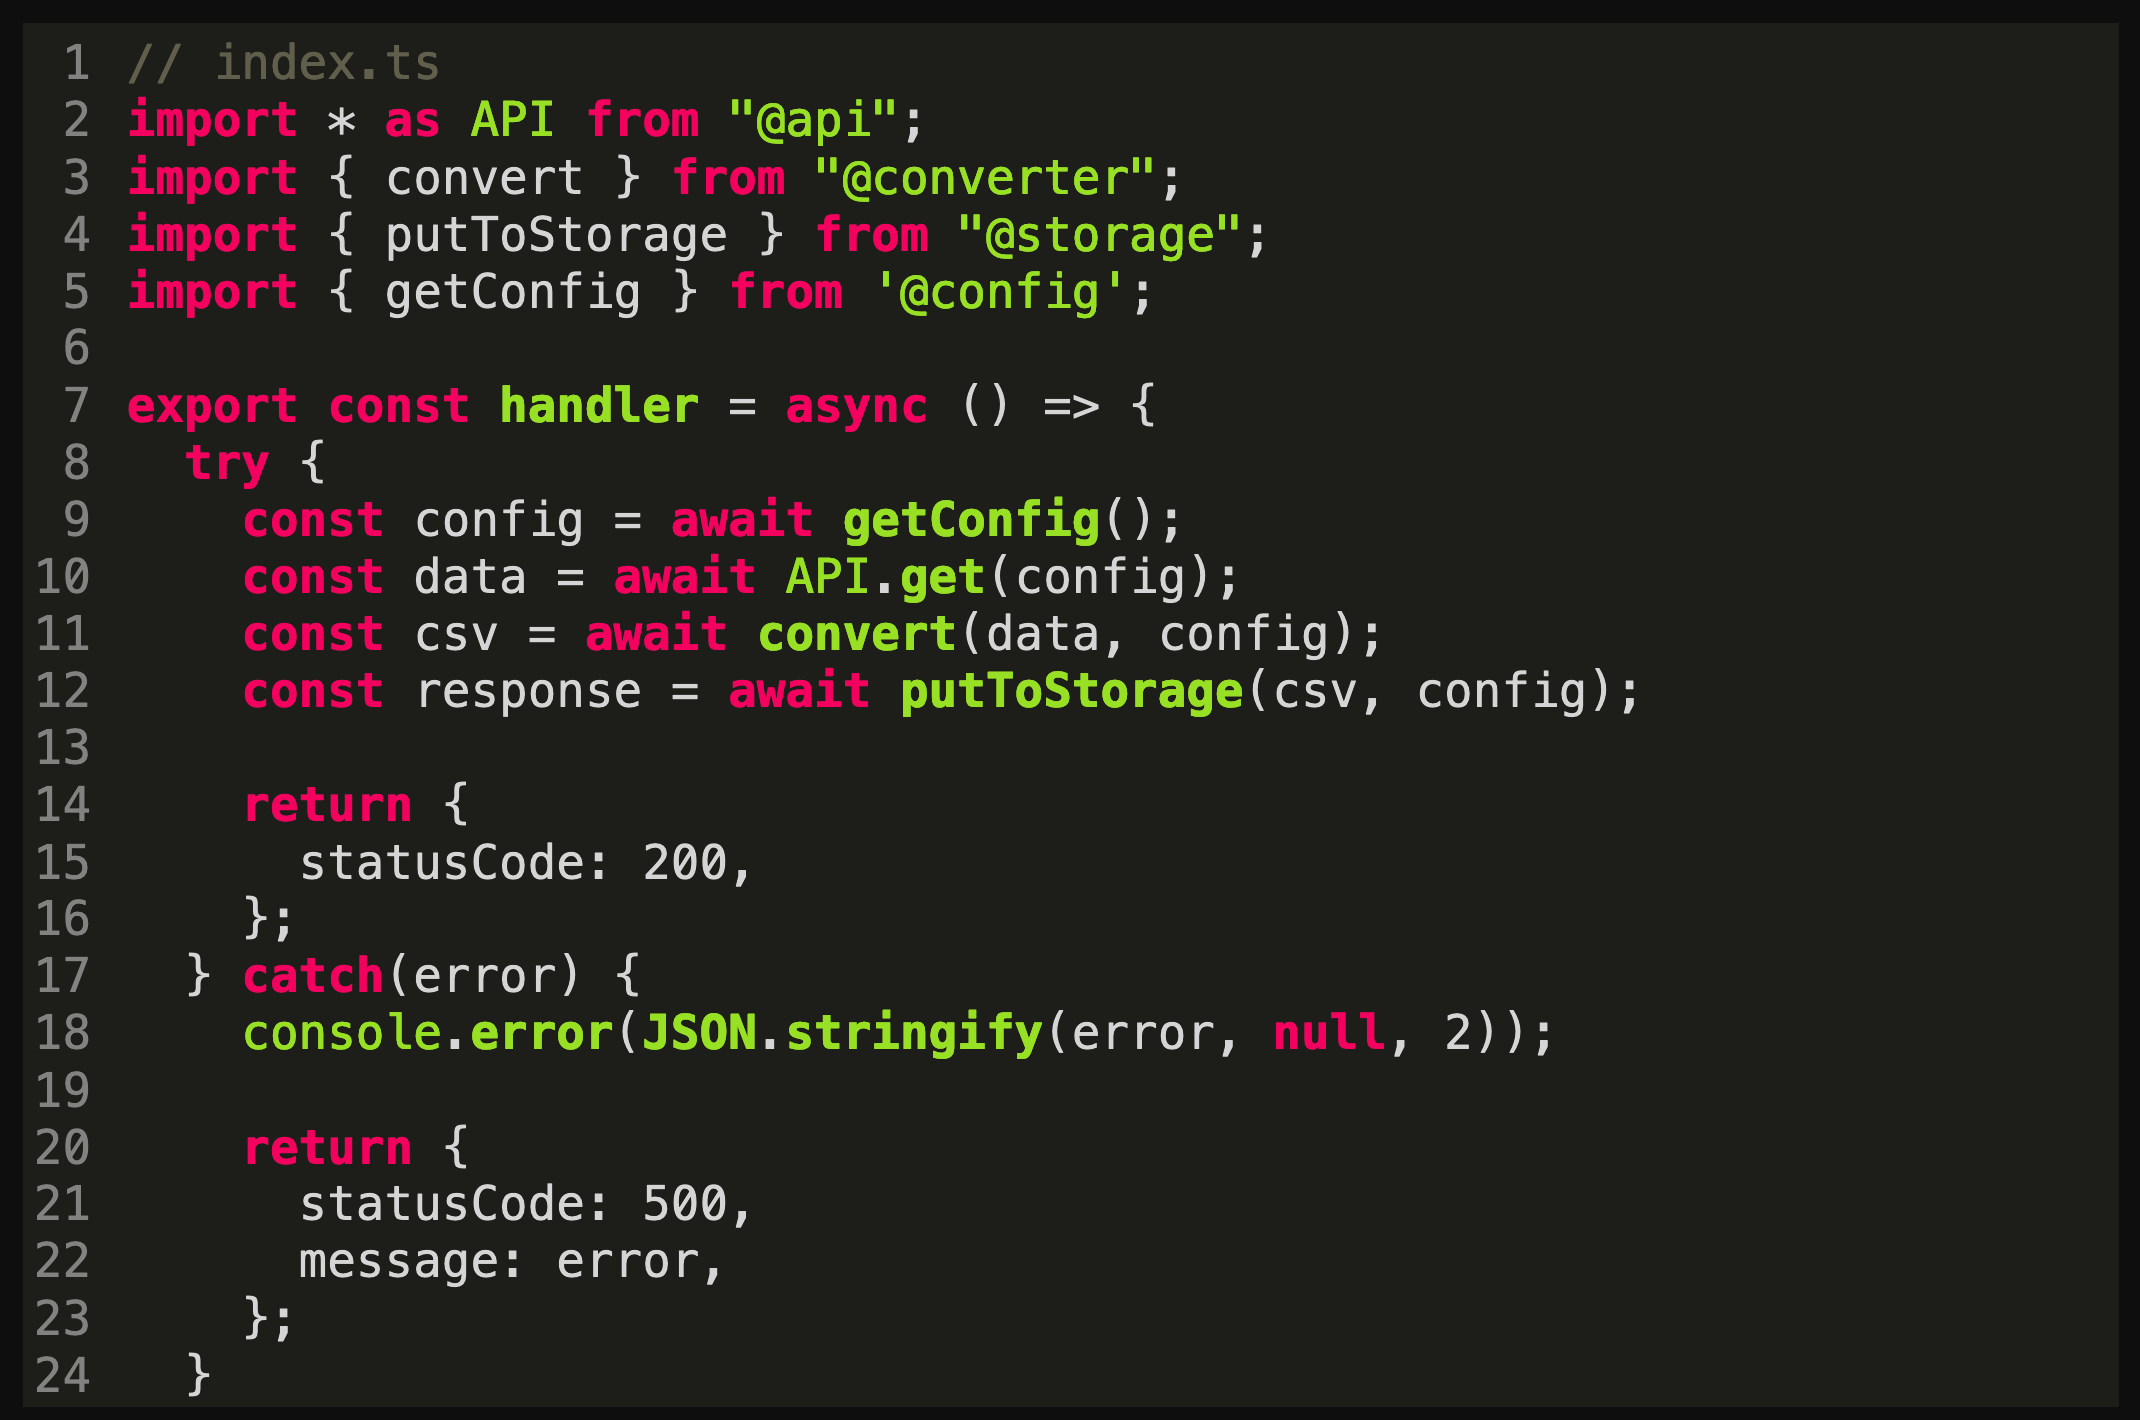 1 // index.ts
2 import * as API from "@api";
3 import { convert } from "@converter";
4 import { putToStorage } from "@storage";
5 import { getConfig } from '@config';
6
7 export const handler = async () => {
8   try {
9     const config = await getConfig();
10     const data = await API.get(config);
11     const csv = await convert(data, config);
12     const response = await putToStorage(csv, config);
13
14     return {
15       statusCode: 200,
16     };
17   } catch(error) {
18     console.error(JSON.stringify(error, null, 2));
19
20     return {
21       statusCode: 500,
22       message: error,
23     };
24   }